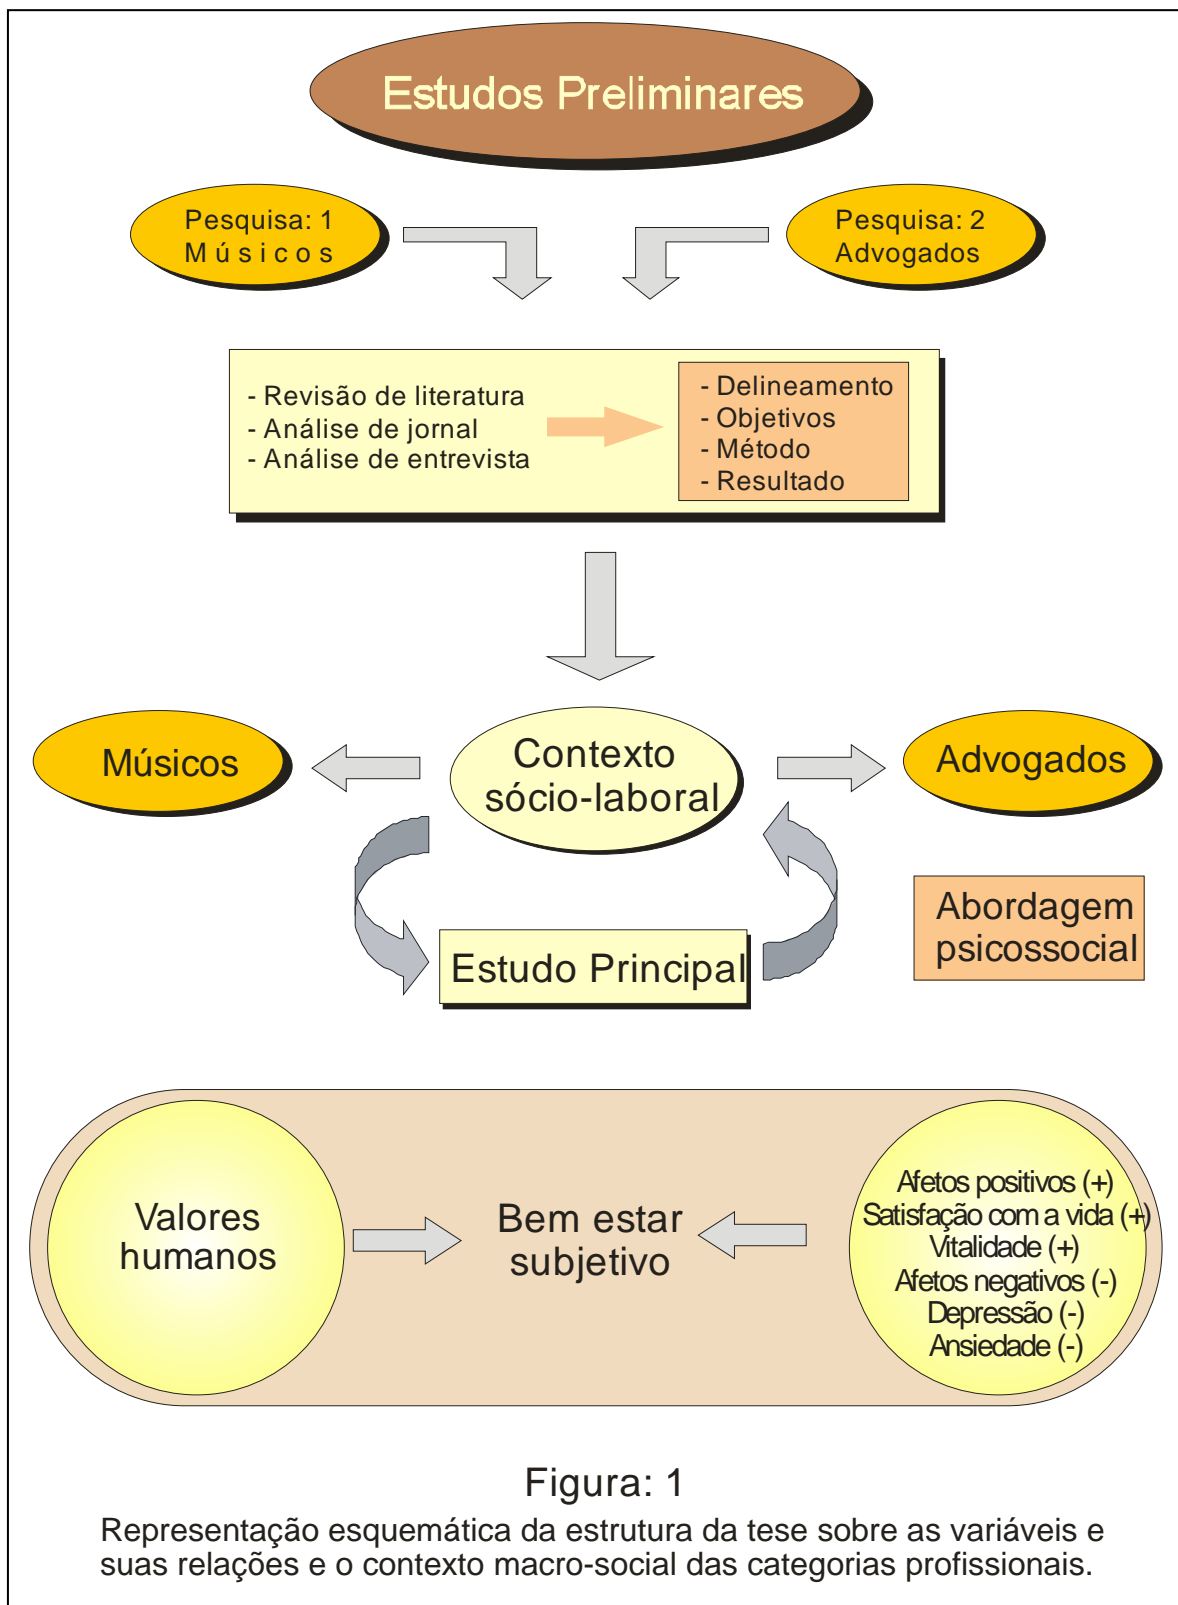 Estudos Preliminares
Pesquisa: 1
Músicos
Pesquisa: 2
Advogados
- Revisão de literatura
- Análise de jornal
- Análise de entrevista
- Delineamento
- Objetivos
- Método
- Resultado
Músicos
Contexto
sócio-laboral
Advogados
Abordagem
psicossocial
Estudo Principal
Valores
humanos
Bem estar
subjetivo
Afetos positivos (+)
Satisfação com a vida (+)
Vitalidade (+)
Afetos negativos (-)
Depressão (-)
Ansiedade (-)
Figura: 1
Representação esquemática da estrutura da tese sobre as variáveis e
suas relações e o contexto macro-social das categorias profissionais.